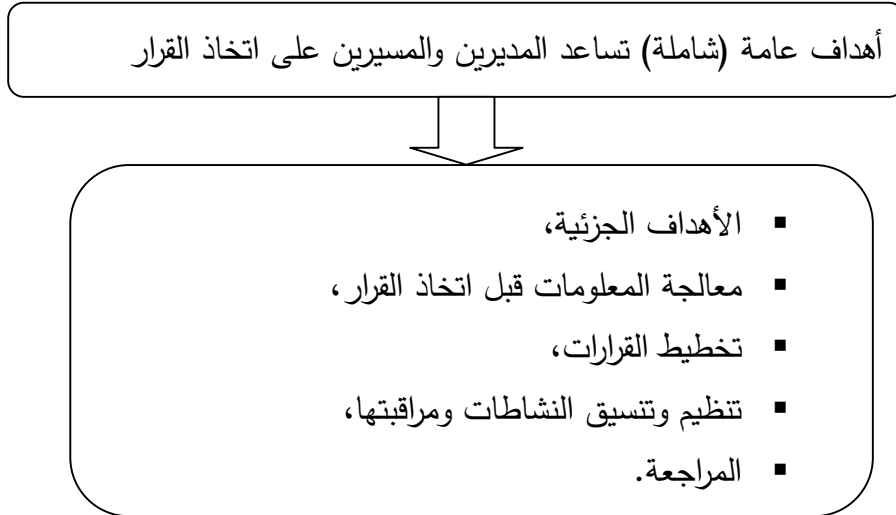 أهداف عامة (شاملة) تساعد المديرين والمسيرين على اتخاذ القرار
▪ الأهداف الجزئية،
▪ معالجة المعلومات قبل اتخاذ القرار،
▪ تخطيط القرارات،
▪ تنظيم وتنسيق النشاطات ومراقبتها،
▪ المراجعة.